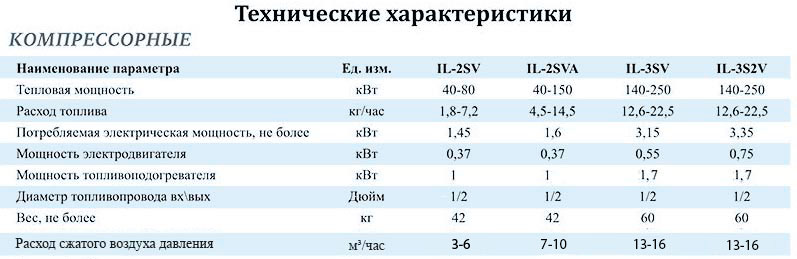 Технические характеристики
КОМПРЕССОРНЫЕ
Наименование параметра Ед. изм. IL-2SV IL-2SVA IL-3SV IL-3S2V
Тепловая мощность кВт 40-80 40-150 140-250 140-250
Расход топлива кг/час 1,8-7,2 4,5-14,5 12,6-22,5 12,6-22,5
Потребляемая электрическая мощность, не более кВт 1,45 1,6 3,15 3,35
Мощность электродвигателя кВт 0,37 0,37 0,55 0,75
Мощность топливоподогревателя кВт 1 1 1,7 1,7
Диаметр топливопровода вх\вых Дюйм 1/2 1/2 1/2 1/2
Вес, не более кг 42 42 60 60
Расход сжатого воздуха давления м³/час 3-6 7-10 13-16 13-16